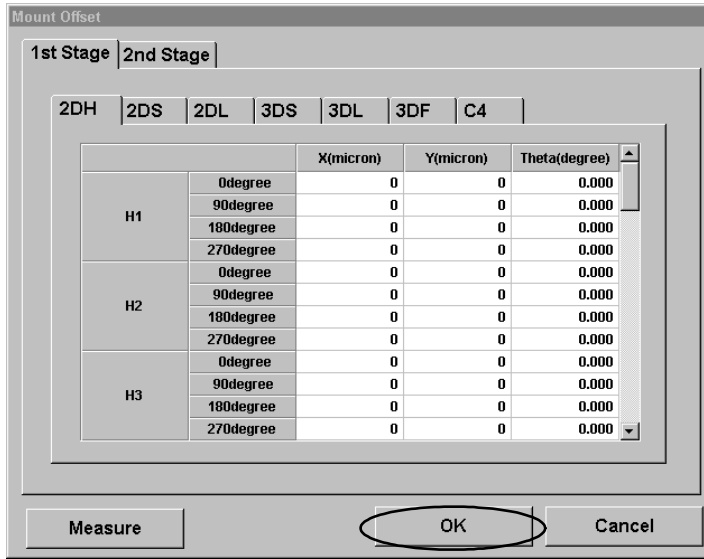 Mount Offset
1st Stage 2nd Stage
2DH 2DS 2DL 3DS 3DL 3DF C4
X(micron) Y(micron) Theta(degree)
H1
0degree 0 0 0.000
90degree 0 0 0.000
180degree 0 0 0.000
270degree 0 0 0.000
H2
0degree 0 0 0.000
90degree 0 0 0.000
180degree 0 0 0.000
270degree 0 0 0.000
H3
0degree 0 0 0.000
90degree 0 0 0.000
180degree 0 0 0.000
270degree 0 0 0.000
Measure OK Cancel